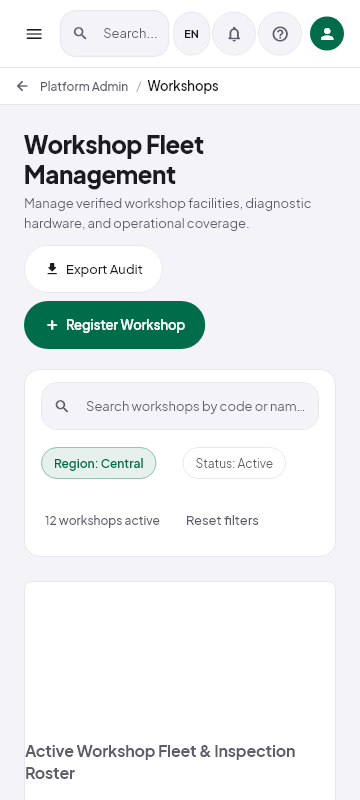 Search...
EN
Platform Admin / Workshops
Workshop Fleet
Management
Manage verified workshop facilities, diagnostic
hardware, and operational coverage.
Export Audit
+ Register Workshop
Search workshops by code or nam...
Region: Central
Status: Active
12 workshops active
Reset filters
Active Workshop Fleet & Inspection
Roster